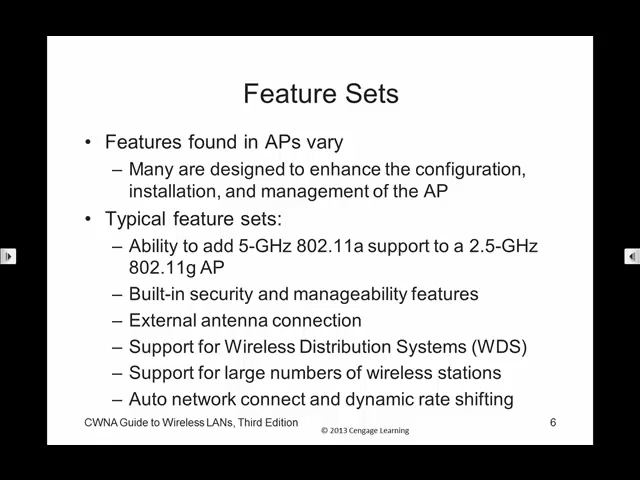 Feature Sets
• Features found in APs vary
– Many are designed to enhance the configuration,
installation, and management of the AP
• Typical feature sets:
– Ability to add 5-GHz 802.11a support to a 2.5-GHz
802.11g AP
– Built-in security and manageability features
– External antenna connection
– Support for Wireless Distribution Systems (WDS)
– Support for large numbers of wireless stations
– Auto network connect and dynamic rate shifting
CWNA Guide to Wireless LANs, Third Edition
© 2013 Cengage Learning
6